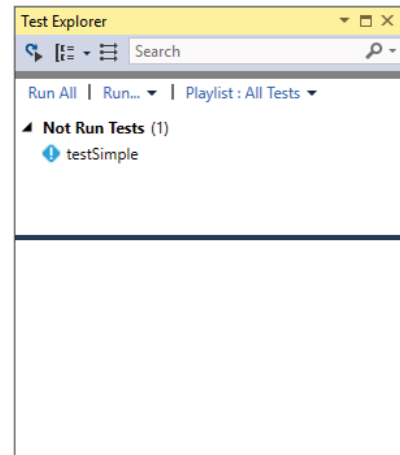 Test Explorer
Search
Run All | Run... | Playlist : All Tests
Not Run Tests (1)
testSimple